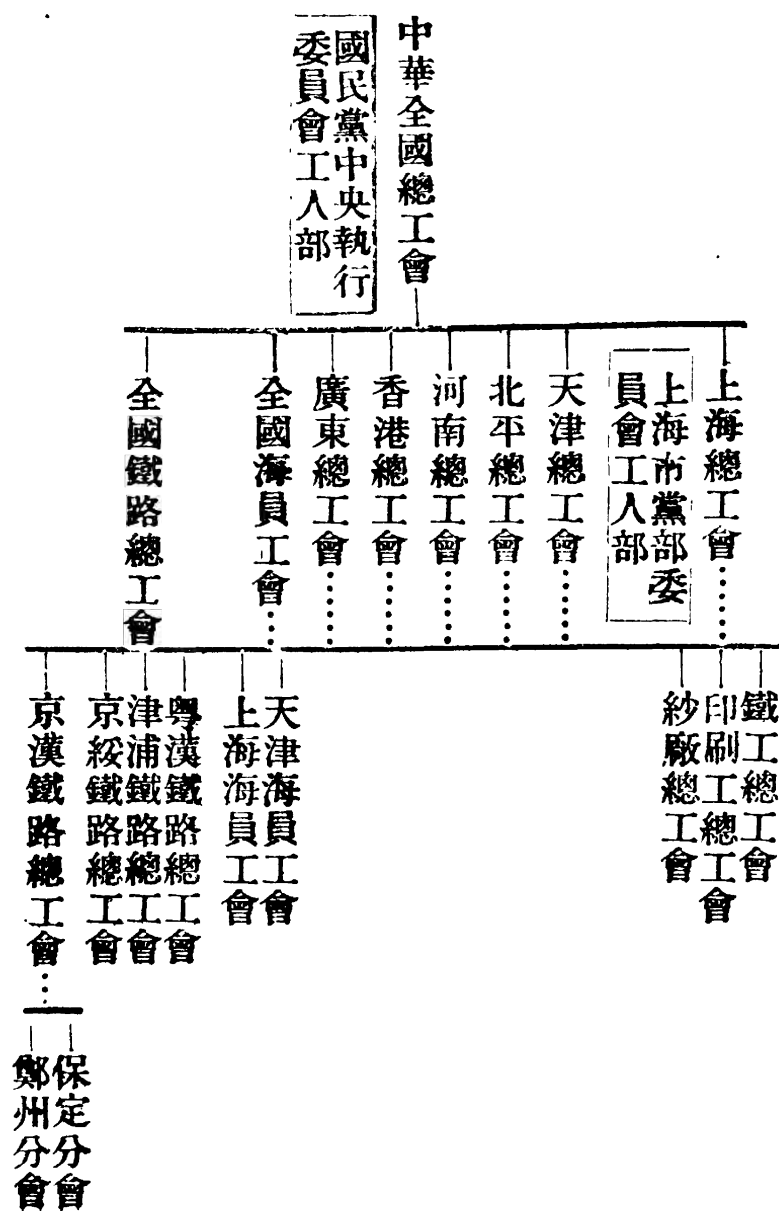 中華全國總工會
國民黨中央執行
委員會工人部
上海總工會
上海市黨部委
員會工人部
天津總工會
北平總工會
河南總工會
香港總工會
廣東總工會
全國海員工會
全國鐵路總工會
鐵工總工會
印刷工總工會
紗廠總工會
天津海員工會
上海海員工會
粵漢鐵路總工會
津浦鐵路總工會
京綏鐵路總工會
京漢鐵路總工會
保定分會
鄭州分會